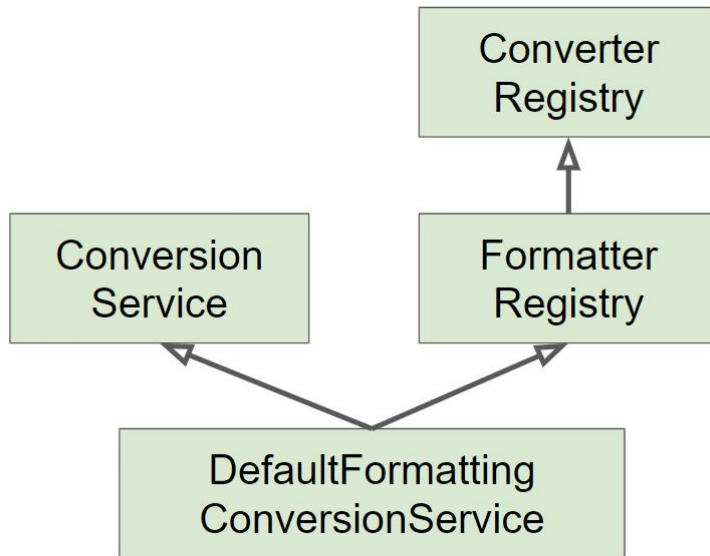 Converter
Registry
Conversion
Service
Formatter
Registry
DefaultFormatting
ConversionService